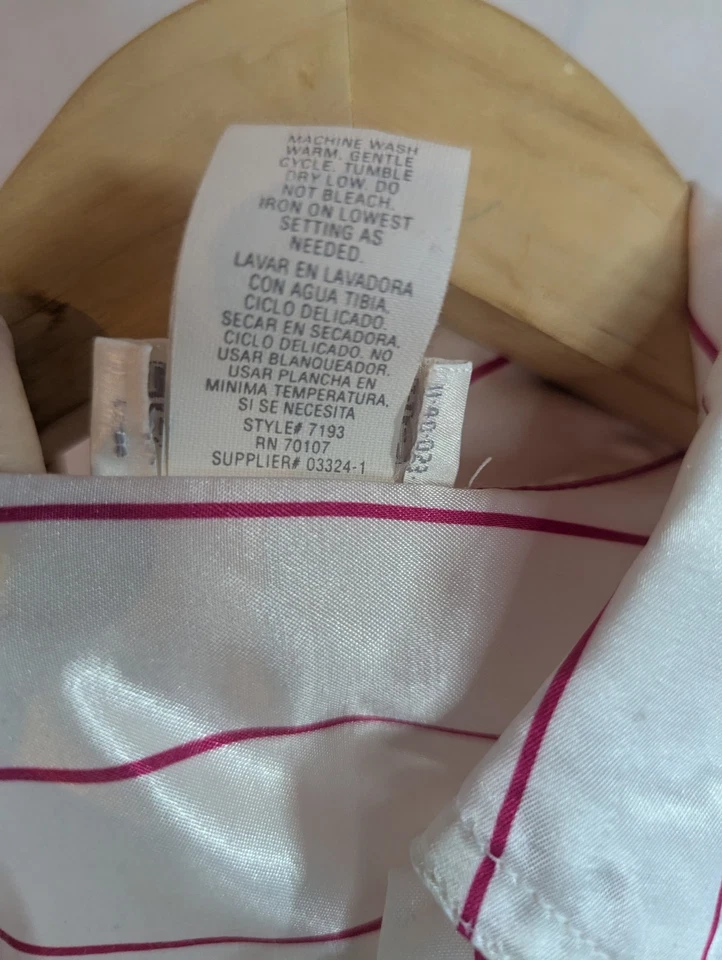 MACHINE WASH
WARM. GENTLE
CYCLE. TUMBLE
DRY LOW. DO
NOT BLEACH.
IRON ON LOWEST
SETTING AS
NEEDED.
LAVAR EN LAVADORA
CON AGUA TIBIA.
CICLO DELICADO.
SECAR EN SECADORA.
CICLO DELICADO. NO
USAR BLANQUEADOR.
USAR PLANCHA EN
MINIMA TEMPERATURA,
SI SE NECESITA
STYLE# 7193
RN 70107
SUPPLIER# 03324-1